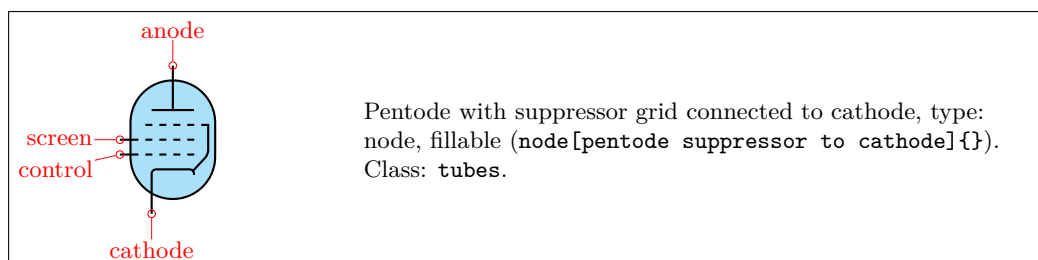 anode
screen
control
cathode
Pentode with suppressor grid connected to cathode, type:
node, fillable (node[pentode suppressor to cathode]{}).
Class: tubes.